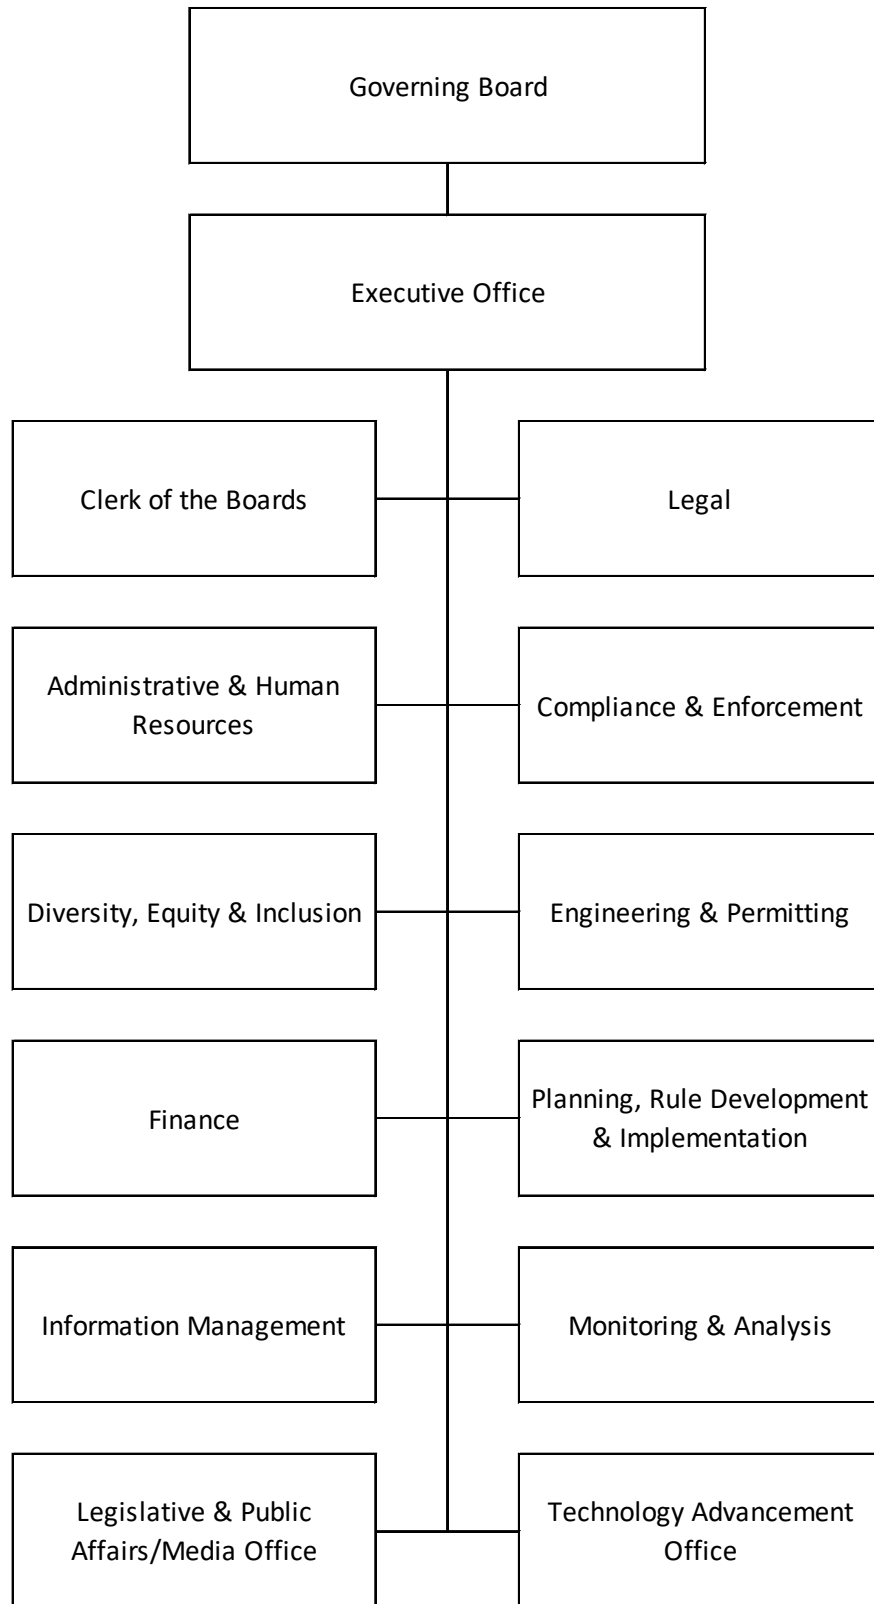 Governing Board
Executive Office
Clerk of the Boards
Legal
Administrative & Human
Resources
Compliance & Enforcement
Diversity, Equity & Inclusion
Engineering & Permitting
Finance
Planning, Rule Development
& Implementation
Information Management
Monitoring & Analysis
Legislative & Public
Affairs/Media Office
Technology Advancement
Office